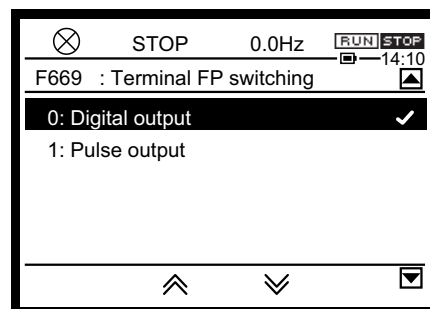 STOP 0.0Hz RUN STOP
14:10
F669 : Terminal FP switching
0: Digital output
1: Pulse output